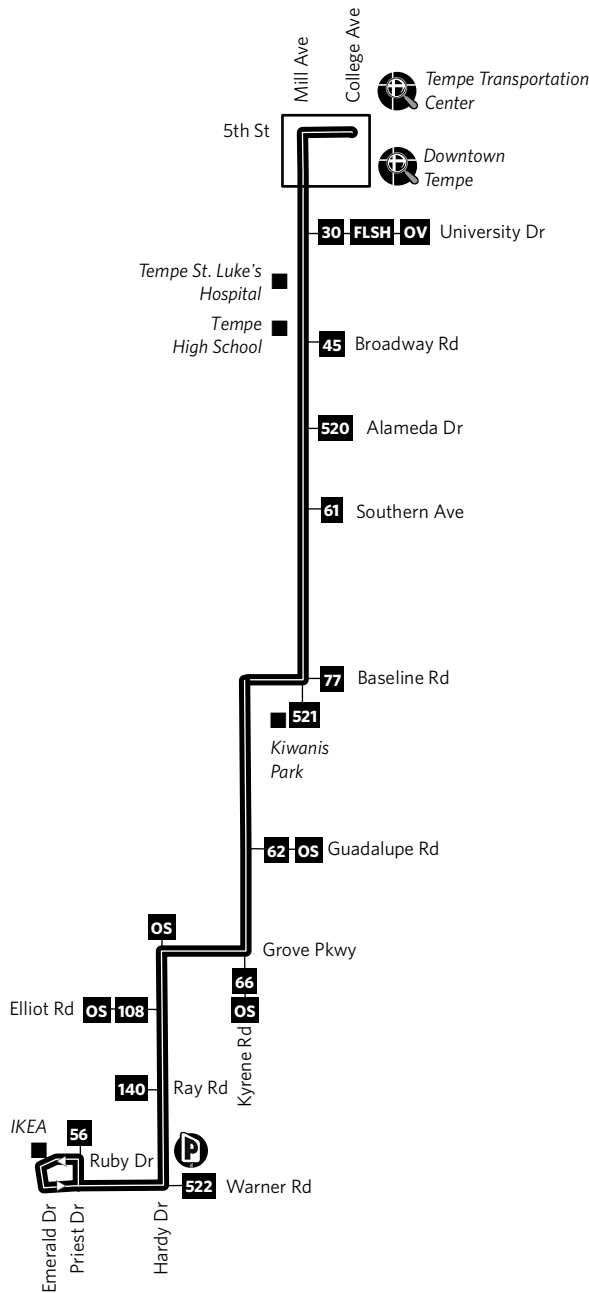 Mill Ave
College Ave
Tempe Transportation
Center
5th St
Downtown
Tempe
30 FLSH OV University Dr
Tempe St. Luke's
Hospital
Tempe
High School
45 Broadway Rd
520 Alameda Dr
61 Southern Ave
77 Baseline Rd
521
Kiwanis
Park
62 OS Guadalupe Rd
OS
Grove Pkwy
66
Elliot Rd OS 108
OS
Kyrene Rd
140 Ray Rd
IKEA
56
P
Ruby Dr
522 Warner Rd
Emerald Dr
Priest Dr
Hardy Dr